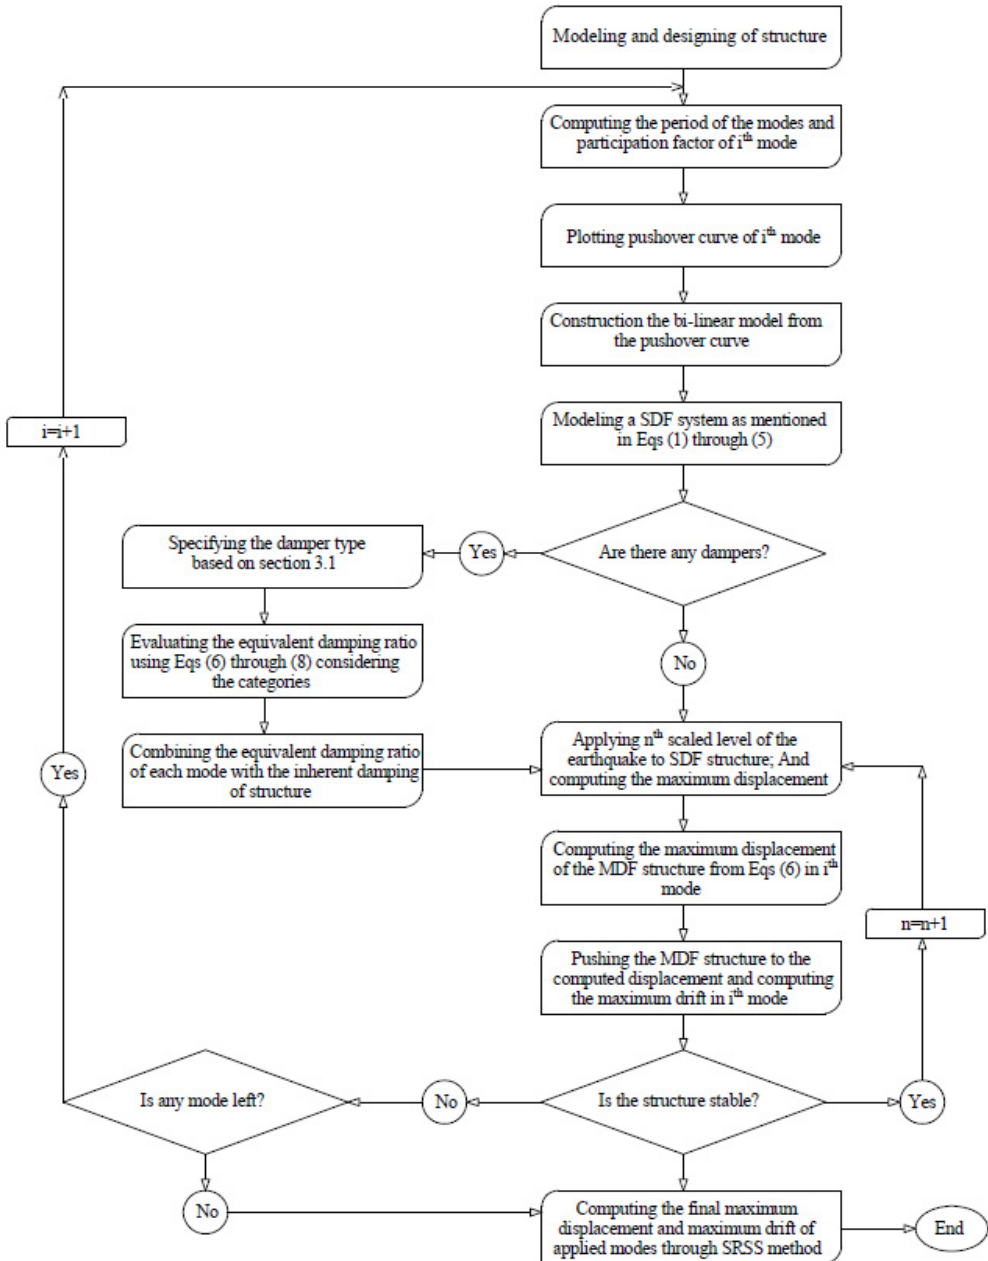 Modeling and designing of structure
Computing the period of the modes and
participation factor of iᵗʰ mode
Plotting pushover curve of iᵗʰ mode
Construction the bi-linear model from
the pushover curve
i=i+1
Modeling a SDF system as mentioned
in Eqs (1) through (5)
Are there any dampers?
Yes
Specifying the damper type
based on section 3.1
Evaluating the equivalent damping ratio
using Eqs (6) through (8) considering
the categories
No
Combining the equivalent damping ratio
of each mode with the inherent damping
of structure
Applying nᵗʰ scaled level of the
earthquake to SDF structure; And
computing the maximum displacement
Yes
Computing the maximum displacement
of the MDF structure from Eqs (6) in iᵗʰ
mode
n=n+1
Pushing the MDF structure to the
computed displacement and computing
the maximum drift in iᵗʰ mode
Is any mode left?
No
Is the structure stable?
Yes
No
Computing the final maximum
displacement and maximum drift of
applied modes through SRSS method
End